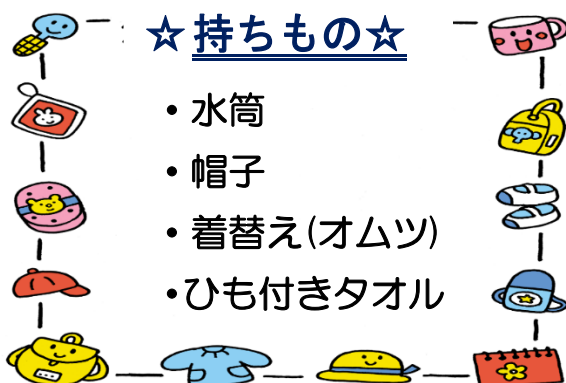 ☆持ちもの☆
・水筒
・帽子
・着替え(オムツ)
・ひも付きタオル